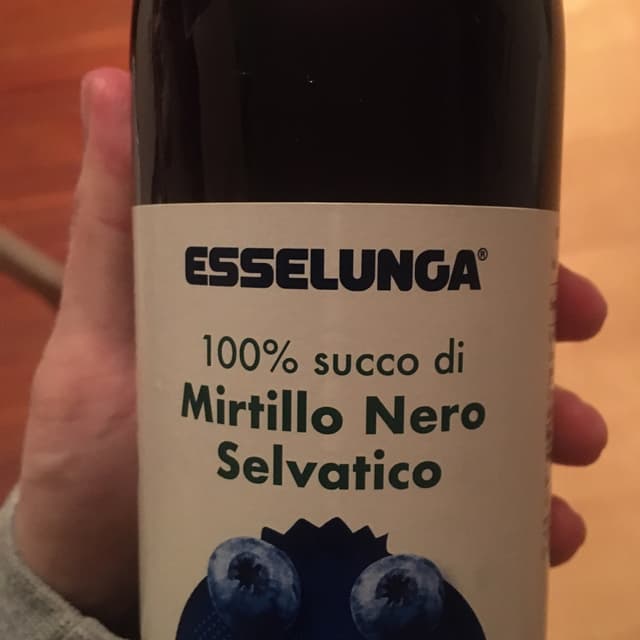 ESSELUNGA®
100% succo di
Mirtillo Nero
Selvatico